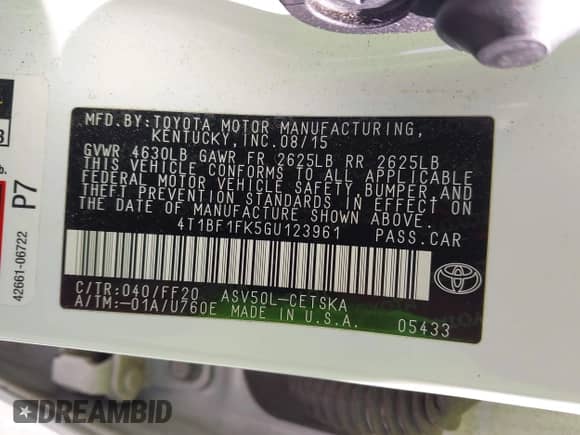 MFD.BY:TOYOTA MOTOR MANUFACTURING,
KENTUCKY,INC.08/15
GVWR 4630LB GAWR FR 2625LB RR 2625LB
THIS VEHICLE CONFORMS TO ALL APPLICABLE
FEDERAL MOTOR VEHICLE SAFETY, BUMPER, AND
THEFT PREVENTION STANDARDS IN EFFECT ON
THE DATE OF MANUFACTURE SHOWN ABOVE.
4T1BF1FK5GU123961 PASS.CAR
C/TR:040/FF20 ASV50L-CETSKA
A/TM:-01A/U760E MADE IN U.S.A.
05433
TOYOTA
P7
42661-06722
DREAMBID